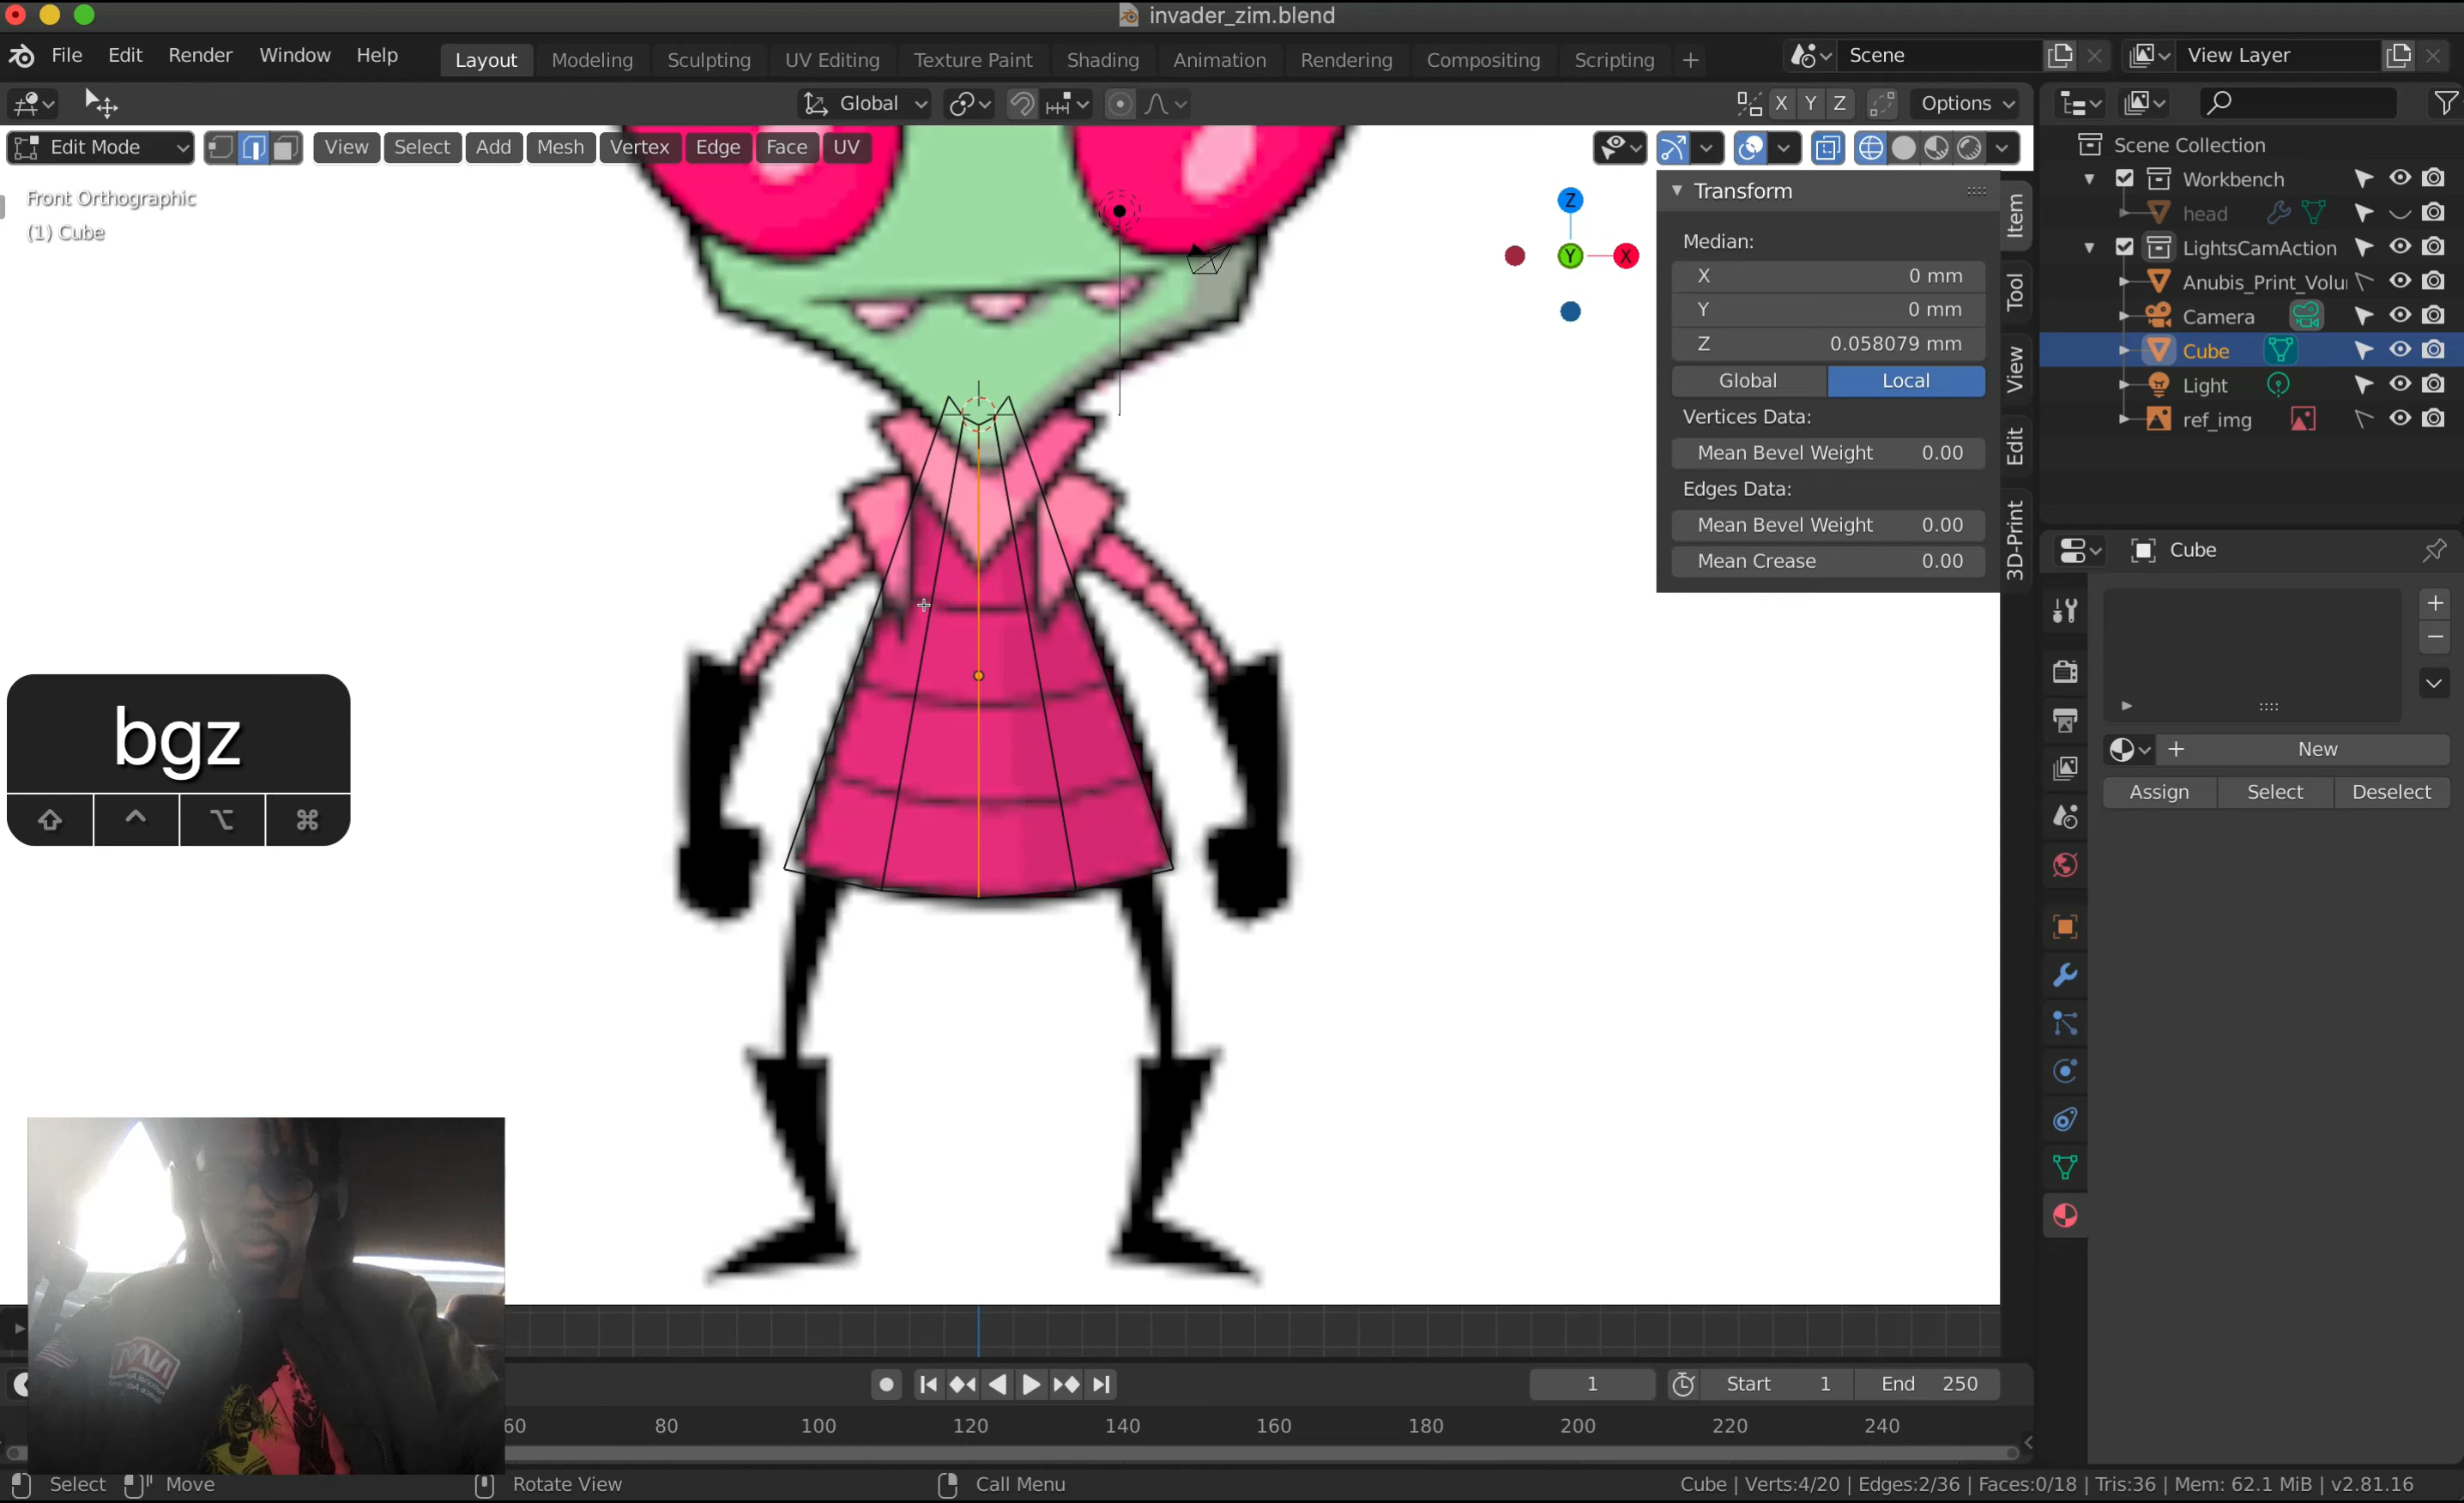 invader_zim.blend
File Edit Render Window Help Layout Modeling Sculpting UV Editing Texture Paint Shading Animation Rendering Compositing Scripting + Scene View Layer
Global X Y Z Options
Edit Mode View Select Add Mesh Vertex Edge Face UV
Front Orthographic
(1) Cube
Z
Y X
Transform
Median:
X 0 mm
Y 0 mm
Z 0.058079 mm
Global Local
Vertices Data:
Mean Bevel Weight 0.00
Edges Data:
Mean Bevel Weight 0.00
Mean Crease 0.00
Item
Tool
View
Edit
3D-Print
Scene Collection
Workbench
head
LightsCamAction
Anubis_Print_Volu
Camera
Cube
Light
ref_img
Cube
New
Assign Select Deselect
bgz
1 Start 1 End 250
60 80 100 120 140 160 180 200 220 240
Select Move Rotate View Call Menu Cube | Verts:4/20 | Edges:2/36 | Faces:0/18 | Tris:36 | Mem: 62.1 MiB | v2.81.16